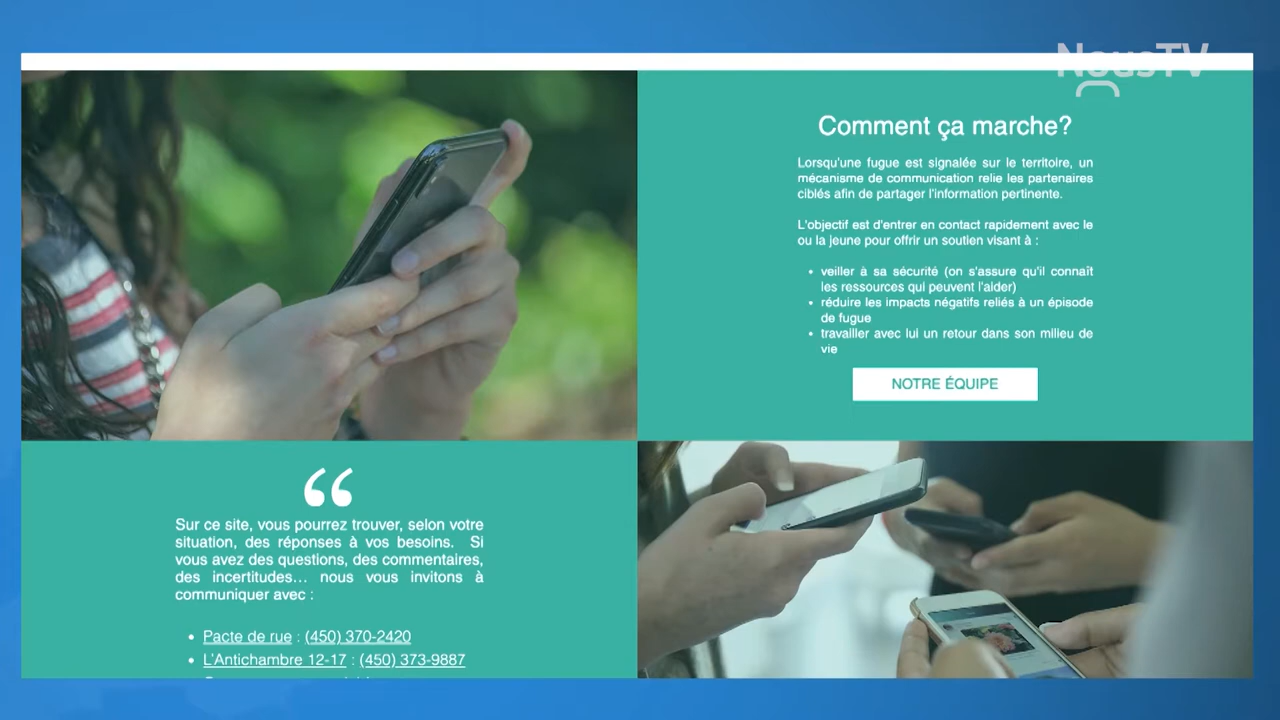 NousTV
Comment ça marche?
Lorsqu'une fugue est signalée sur le territoire, un
mécanisme de communication relie les partenaires
ciblés afin de partager l'information pertinente.
L'objectif est d'entrer en contact rapidement avec le
ou la jeune pour offrir un soutien visant à :
• veiller à sa sécurité (on s'assure qu'il connaît
les ressources qui peuvent l'aider)
• réduire les impacts négatifs reliés à un épisode
de fugue
• travailler avec lui un retour dans son milieu de
vie
NOTRE ÉQUIPE
“
Sur ce site, vous pourrez trouver, selon votre
situation, des réponses à vos besoins. Si
vous avez des questions, des commentaires,
des incertitudes... nous vous invitons à
communiquer avec :
• Pacte de rue : (450) 370-2420
• L'Antichambre 12-17 : (450) 373-9887